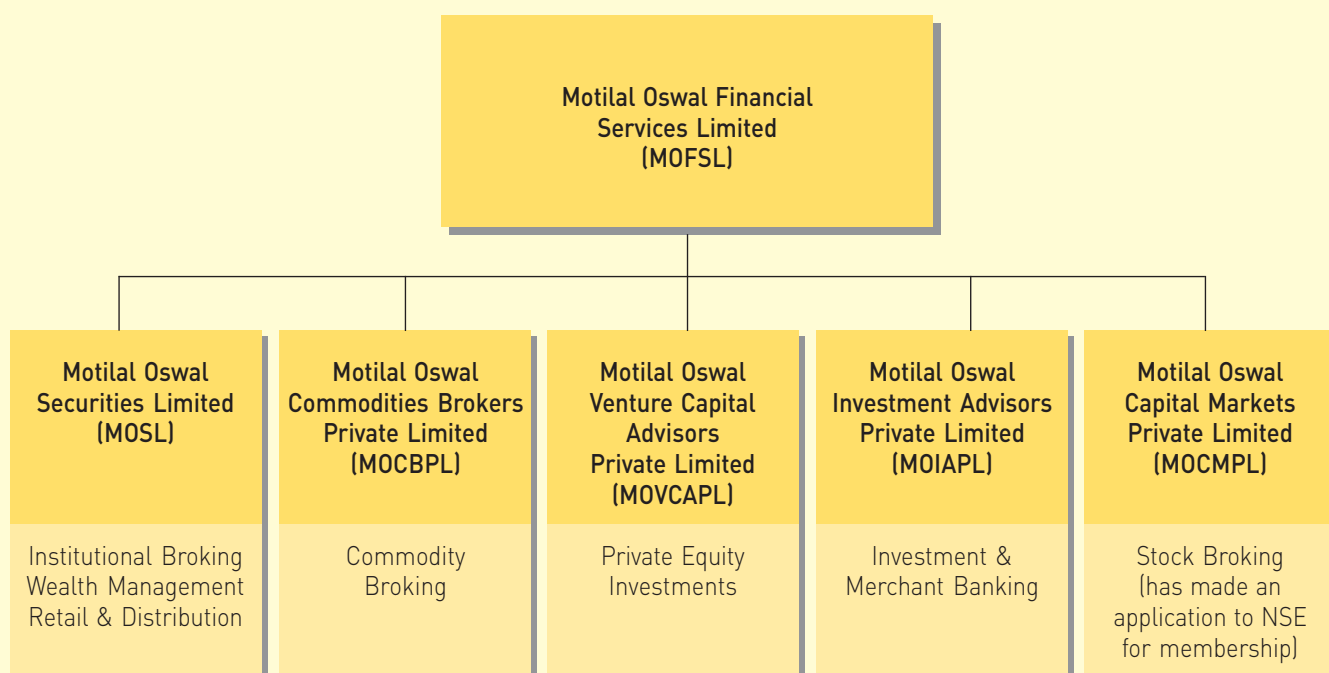 Motilal Oswal Financial
Services Limited
(MOFSL)
Motilal Oswal
Securities Limited
(MOSL)
Institutional Broking
Wealth Management
Retail & Distribution
Motilal Oswal
Commodities Brokers
Private Limited
(MOCBPL)
Commodity
Broking
Motilal Oswal
Venture Capital
Advisors
Private Limited
(MOVCAPL)
Private Equity
Investments
Motilal Oswal
Investment Advisors
Private Limited
(MOIAPL)
Investment &
Merchant Banking
Motilal Oswal
Capital Markets
Private Limited
(MOCMPL)
Stock Broking
(has made an
application to NSE
for membership)